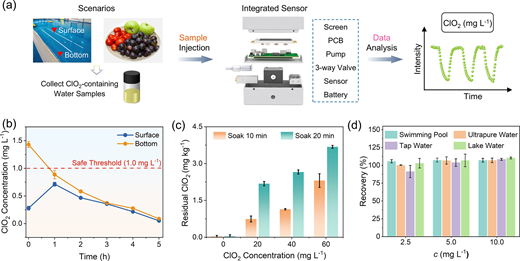 (a)
Scenarios
Surface
Bottom
Collect ClO₂-containing
Water Samples
Sample
Injection
Integrated Sensor
Screen
PCB
Pump
3-way Valve
Sensor
Battery
Data
Analysis
ClO₂ (mg L⁻¹)
Intensity
Time
(b)
ClO₂ Concentration (mg L⁻¹)
Surface
Bottom
Safe Threshold (1.0 mg L⁻¹)
1.5
1.0
0.5
0.0
0 1 2 3 4 5
Time (h)
(c)
Residual ClO₂ (mg kg⁻¹)
Soak 10 min Soak 20 min
4
3
2
1
0
0 20 40 60
ClO₂ Concentration (mg L⁻¹)
(d)
Recovery (%)
Swimming Pool Ultrapure Water
Tap Water Lake Water
200
150
100
50
0
2.5 5.0 10.0
c (mg L⁻¹)